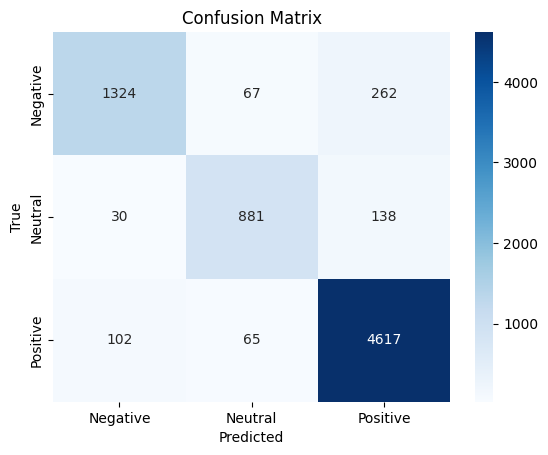 Confusion Matrix
Negative
1324 67 262
4000
3000
Neutral
30 881 138
True
2000
Positive
102 65 4617
1000
Negative Neutral Positive
Predicted